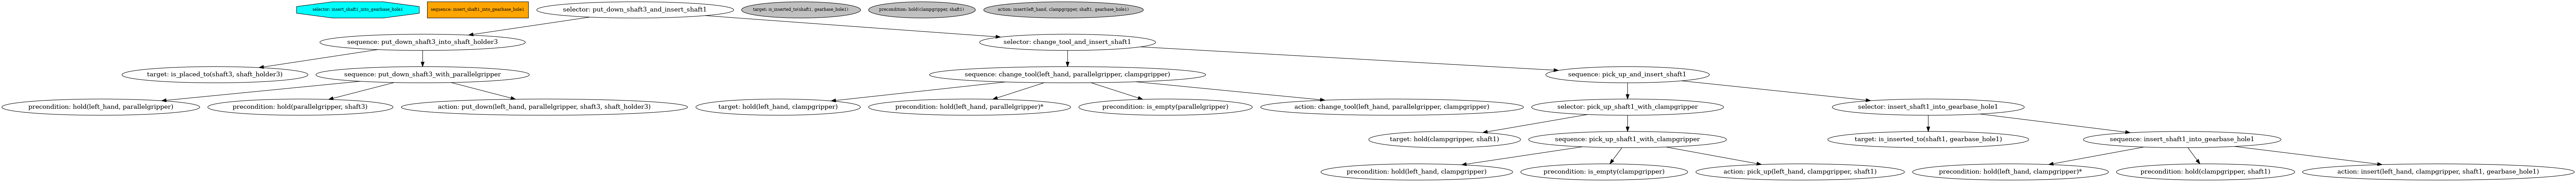 selector: insert_shaft1_into_gearbase_hole1
sequence: insert_shaft1_into_gearbase_hole1
selector: put_down_shaft3_and_insert_shaft1
target: is_inserted_to(shaft1, gearbase_hole1)
precondition: hold(clampgripper, shaft1)
action: insert(left_hand, clampgripper, shaft1, gearbase_hole1)
sequence: put_down_shaft3_into_shaft_holder3
selector: change_tool_and_insert_shaft1
target: is_placed_to(shaft3, shaft_holder3)
sequence: put_down_shaft3_with_parallelgripper
sequence: change_tool(left_hand, parallelgripper, clampgripper)
sequence: pick_up_and_insert_shaft1
precondition: hold(left_hand, parallelgripper)
precondition: hold(parallelgripper, shaft3)
action: put_down(left_hand, parallelgripper, shaft3, shaft_holder3)
target: hold(left_hand, clampgripper)
precondition: hold(left_hand, parallelgripper)*
precondition: is_empty(parallelgripper)
action: change_tool(left_hand, parallelgripper, clampgripper)
selector: pick_up_shaft1_with_clampgripper
selector: insert_shaft1_into_gearbase_hole1
target: hold(clampgripper, shaft1)
sequence: pick_up_shaft1_with_clampgripper
target: is_inserted_to(shaft1, gearbase_hole1)
sequence: insert_shaft1_into_gearbase_hole1
precondition: hold(left_hand, clampgripper)
precondition: is_empty(clampgripper)
action: pick_up(left_hand, clampgripper, shaft1)
precondition: hold(left_hand, clampgripper)*
precondition: hold(clampgripper, shaft1)
action: insert(left_hand, clampgripper, shaft1, gearbase_hole1)